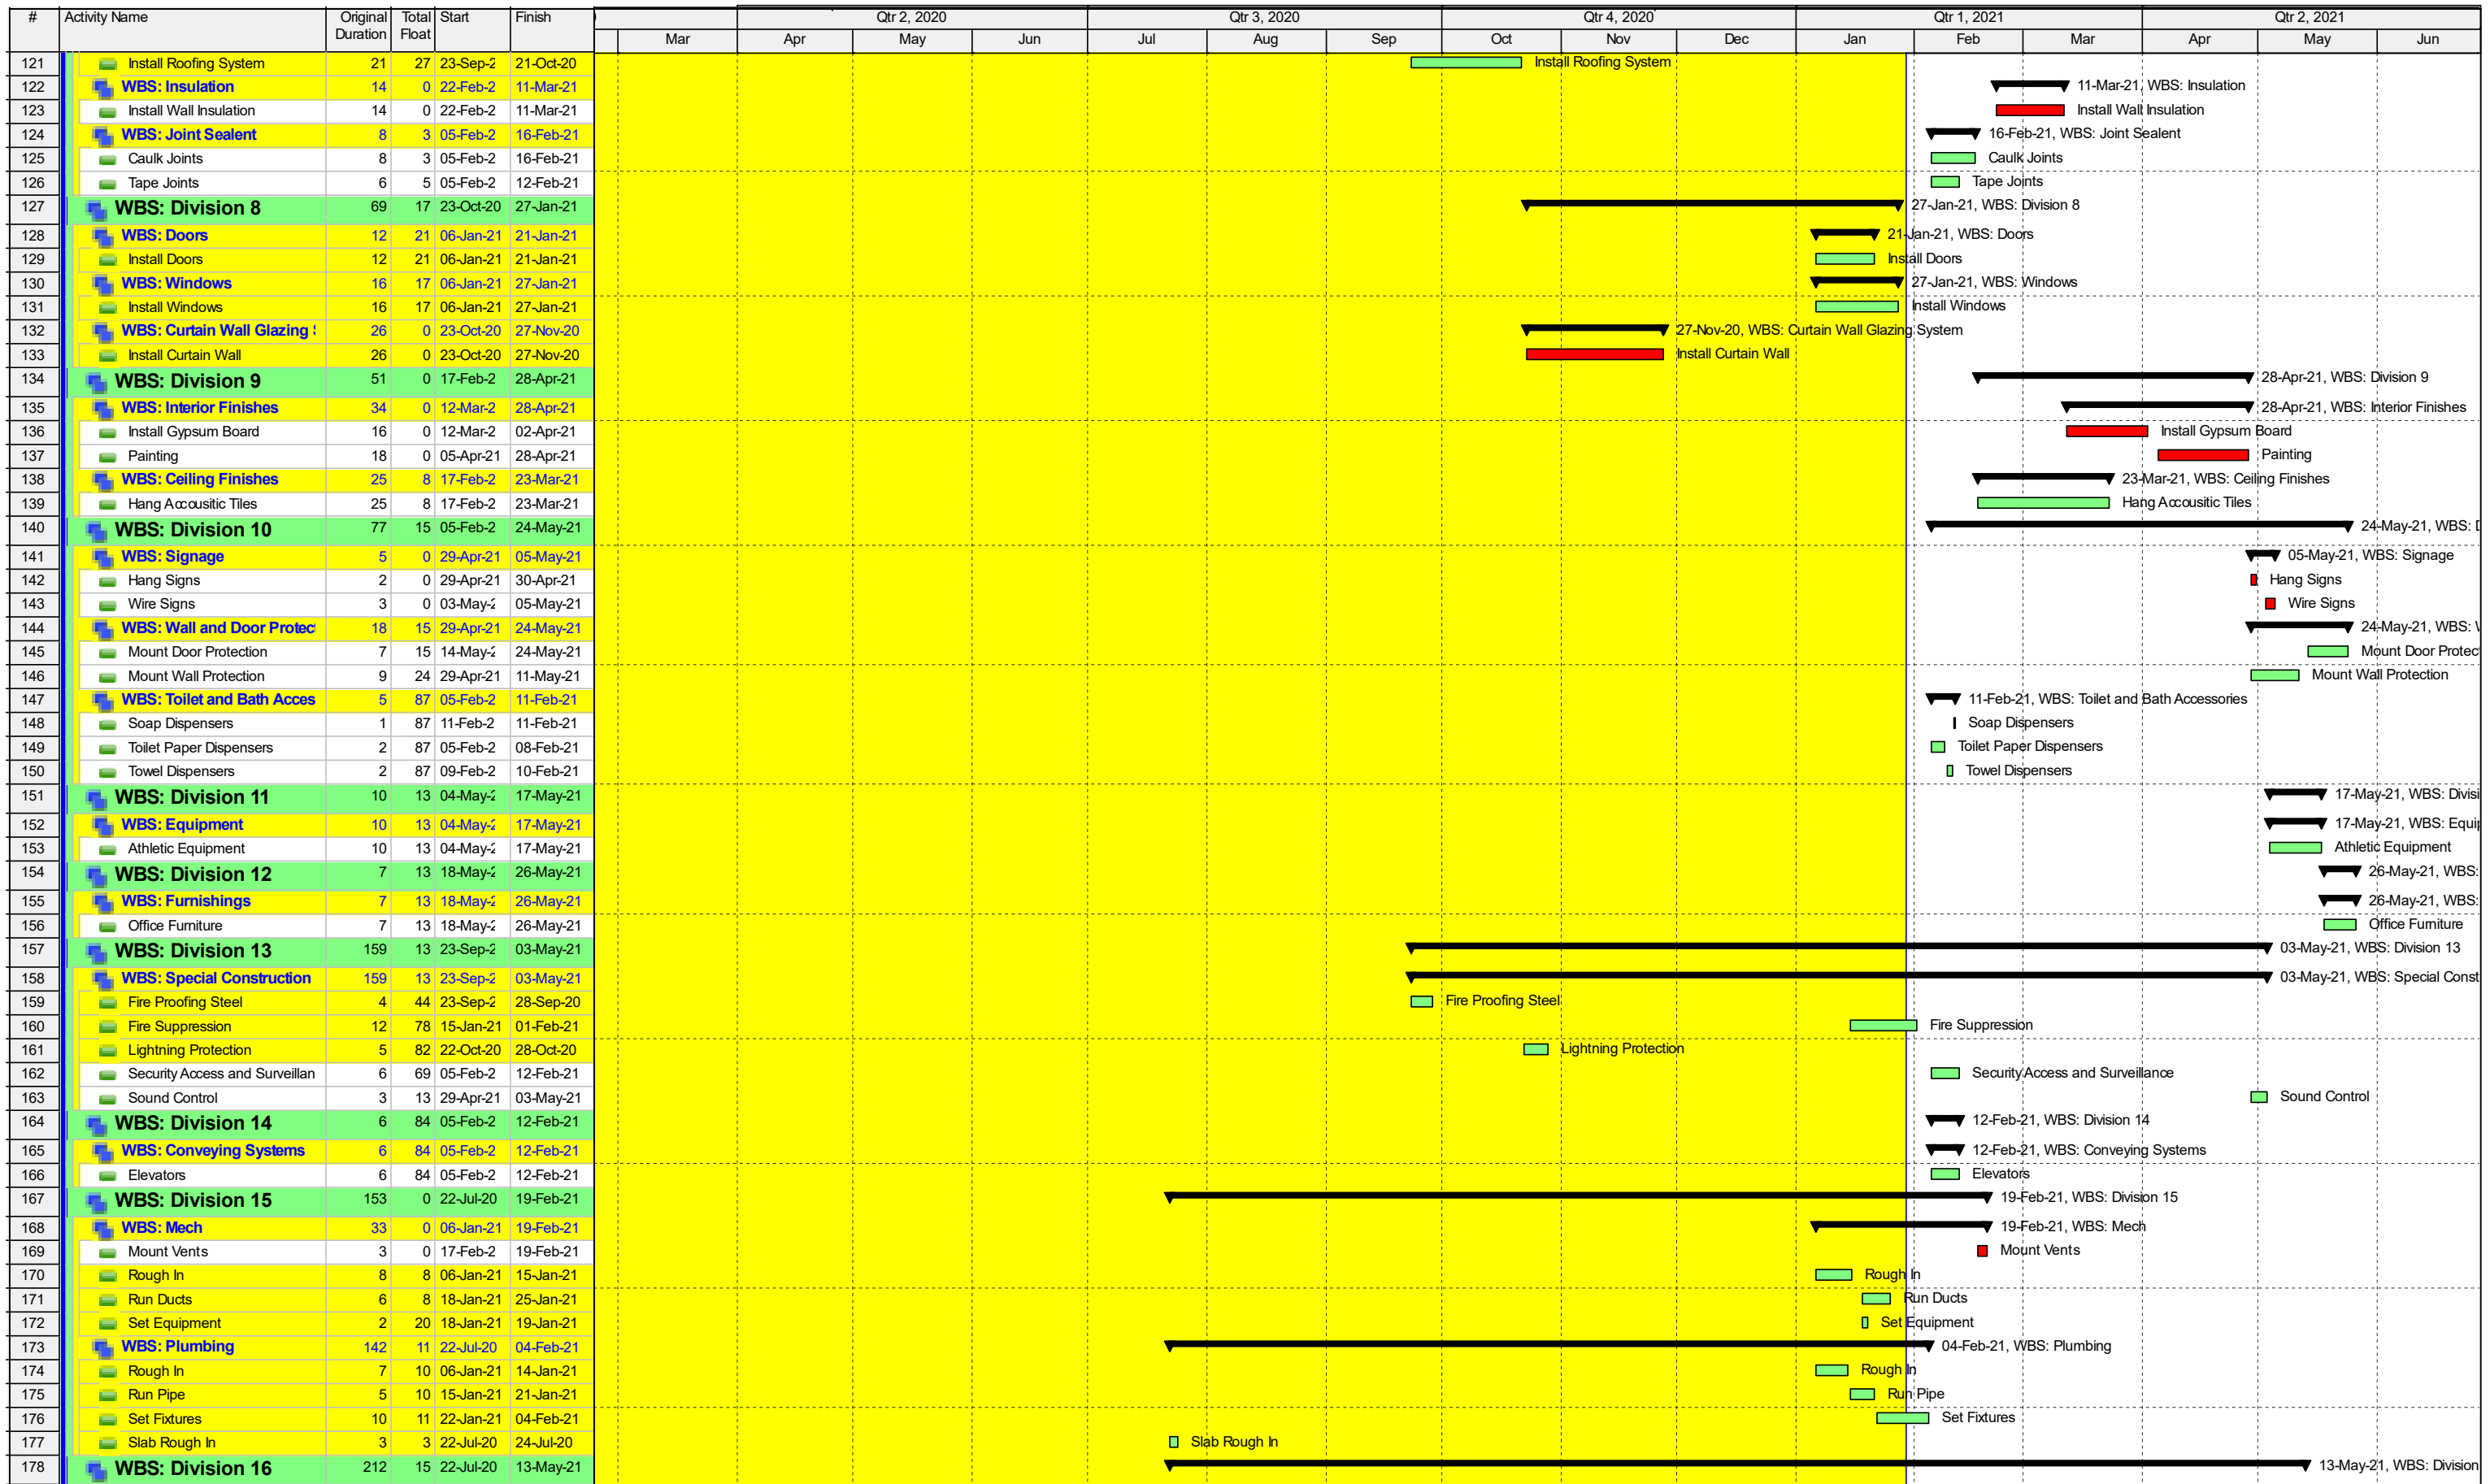 # Activity Name Original Duration Total Float Start Finish Qtr 2, 2020 Qtr 3, 2020 Qtr 4, 2020 Qtr 1, 2021 Qtr 2, 2021
Mar Apr May Jun Jul Aug Sep Oct Nov Dec Jan Feb Mar Apr May Jun
121 Install Roofing System 21 27 23-Sep-2 21-Oct-20 Install Roofing System
122 WBS: Insulation 14 0 22-Feb-2 11-Mar-21 11-Mar-21, WBS: Insulation
123 Install Wall Insulation 14 0 22-Feb-2 11-Mar-21 Install Wall Insulation
124 WBS: Joint Sealent 8 3 05-Feb-2 16-Feb-21 16-Feb-21, WBS: Joint Sealent
125 Caulk Joints 8 3 05-Feb-2 16-Feb-21 Caulk Joints
126 Tape Joints 6 5 05-Feb-2 12-Feb-21 Tape Joints
127 WBS: Division 8 69 17 23-Oct-20 27-Jan-21 27-Jan-21, WBS: Division 8
128 WBS: Doors 12 21 06-Jan-21 21-Jan-21 21-Jan-21, WBS: Doors
129 Install Doors 12 21 06-Jan-21 21-Jan-21 Install Doors
130 WBS: Windows 16 17 06-Jan-21 27-Jan-21 27-Jan-21, WBS: Windows
131 Install Windows 16 17 06-Jan-21 27-Jan-21 Install Windows
132 WBS: Curtain Wall Glazing 26 0 23-Oct-20 27-Nov-20 27-Nov-20, WBS: Curtain Wall Glazing System
133 Install Curtain Wall 26 0 23-Oct-20 27-Nov-20 Install Curtain Wall
134 WBS: Division 9 51 0 17-Feb-2 28-Apr-21 28-Apr-21, WBS: Division 9
135 WBS: Interior Finishes 34 0 12-Mar-2 28-Apr-21 28-Apr-21, WBS: Interior Finishes
136 Install Gypsum Board 16 0 12-Mar-2 02-Apr-21 Install Gypsum Board
137 Painting 18 0 05-Apr-21 28-Apr-21 Painting
138 WBS: Ceiling Finishes 25 8 17-Feb-2 23-Mar-21 23-Mar-21, WBS: Ceiling Finishes
139 Hang Accousitic Tiles 25 8 17-Feb-2 23-Mar-21 Hang Accousitic Tiles
140 WBS: Division 10 77 15 05-Feb-2 24-May-21 24-May-21, WBS:
141 WBS: Signage 5 0 29-Apr-21 05-May-21 05-May-21, WBS: Signage
142 Hang Signs 2 0 29-Apr-21 30-Apr-21 Hang Signs
143 Wire Signs 3 0 03-May-2 05-May-21 Wire Signs
144 WBS: Wall and Door Protec 18 15 29-Apr-21 24-May-21 24-May-21, WBS:
145 Mount Door Protection 7 15 14-May-2 24-May-21 Mount Door Protec
146 Mount Wall Protection 9 24 29-Apr-21 11-May-21 Mount Wall Protection
147 WBS: Toilet and Bath Acces 5 87 05-Feb-2 11-Feb-21 11-Feb-21, WBS: Toilet and Bath Accessories
148 Soap Dispensers 1 87 11-Feb-2 11-Feb-21 Soap Dispensers
149 Toilet Paper Dispensers 2 87 05-Feb-2 08-Feb-21 Toilet Paper Dispensers
150 Towel Dispensers 2 87 09-Feb-2 10-Feb-21 Towel Dispensers
151 WBS: Division 11 10 13 04-May-2 17-May-21 17-May-21, WBS: Divisi
152 WBS: Equipment 10 13 04-May-2 17-May-21 17-May-21, WBS: Equi
153 Athletic Equipment 10 13 04-May-2 17-May-21 Athletic Equipment
154 WBS: Division 12 7 13 18-May-2 26-May-21 26-May-21, WBS:
155 WBS: Furnishings 7 13 18-May-2 26-May-21 26-May-21, WBS:
156 Office Furniture 7 13 18-May-2 26-May-21 Office Furniture
157 WBS: Division 13 159 13 23-Sep-2 03-May-21 03-May-21, WBS: Division 13
158 WBS: Special Construction 159 13 23-Sep-2 03-May-21 03-May-21, WBS: Special Const
159 Fire Proofing Steel 4 44 23-Sep-2 28-Sep-20 Fire Proofing Steel
160 Fire Suppression 12 78 15-Jan-21 01-Feb-21 Fire Suppression
161 Lightning Protection 5 82 22-Oct-20 28-Oct-20 Lightning Protection
162 Security Access and Surveillan 6 69 05-Feb-2 12-Feb-21 Security Access and Surveillance
163 Sound Control 3 13 29-Apr-21 03-May-21 Sound Control
164 WBS: Division 14 6 84 05-Feb-2 12-Feb-21 12-Feb-21, WBS: Division 14
165 WBS: Conveying Systems 6 84 05-Feb-2 12-Feb-21 12-Feb-21, WBS: Conveying Systems
166 Elevators 6 84 05-Feb-2 12-Feb-21 Elevators
167 WBS: Division 15 153 0 22-Jul-20 19-Feb-21 19-Feb-21, WBS: Division 15
168 WBS: Mech 33 0 06-Jan-21 19-Feb-21 19-Feb-21, WBS: Mech
169 Mount Vents 3 0 17-Feb-2 19-Feb-21 Mount Vents
170 Rough In 8 8 06-Jan-21 15-Jan-21 Rough In
171 Run Ducts 6 8 18-Jan-21 25-Jan-21 Run Ducts
172 Set Equipment 2 20 18-Jan-21 19-Jan-21 Set Equipment
173 WBS: Plumbing 142 11 22-Jul-20 04-Feb-21 04-Feb-21, WBS: Plumbing
174 Rough In 7 10 06-Jan-21 14-Jan-21 Rough In
175 Run Pipe 5 10 15-Jan-21 21-Jan-21 Run Pipe
176 Set Fixtures 10 11 22-Jan-21 04-Feb-21 Set Fixtures
177 Slab Rough In 3 3 22-Jul-20 24-Jul-20 Slab Rough In
178 WBS: Division 16 212 15 22-Jul-20 13-May-21 13-May-21, WBS: Division